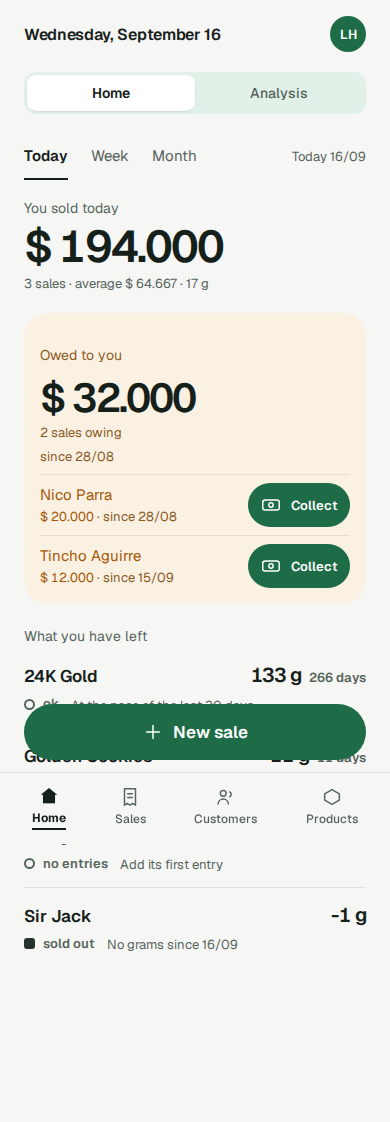 Wednesday, September 16
LH
Home
Analysis
Today
Week
Month
Today 16/09
You sold today
$ 194.000
3 sales · average $ 64.667 · 17 g
Owed to you
$ 32.000
2 sales owing
since 28/08
Nico Parra
$ 20.000 · since 28/08
Collect
Tincho Aguirre
$ 12.000 · since 15/09
Collect
What you have left
24K Gold
133 g 266 days
New sale
Home
Sales
Customers
Products
no entries Add its first entry
Sir Jack
-1 g
sold out No grams since 16/09